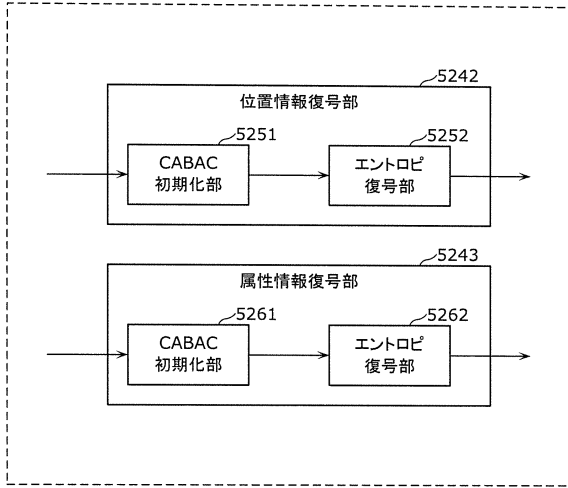 5242
位置情報復号部
5251
5252
CABAC
初期化部
エントロピ
復号部
5243
属性情報復号部
5261
5262
CABAC
初期化部
エントロピ
復号部